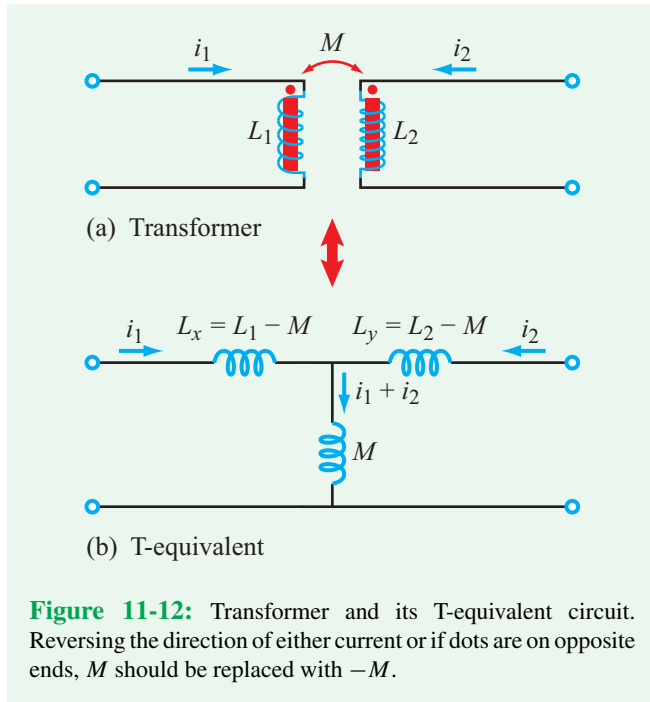 i1 M i2
L1 L2
(a) Transformer
i1 Lx = L1 − M Ly = L2 − M i2
i1 + i2
M
(b) T-equivalent
Figure 11-12: Transformer and its T-equivalent circuit.
Reversing the direction of either current or if dots are on opposite
ends, M should be replaced with −M.